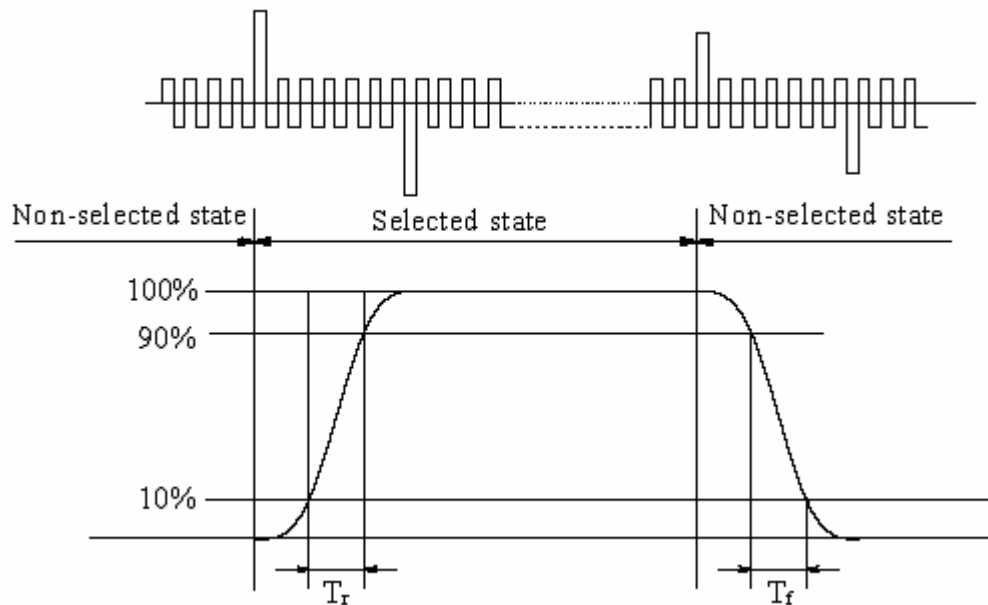 Non-selected state
Selected state
Non-selected state
100%
90%
10%
Tr
Tf